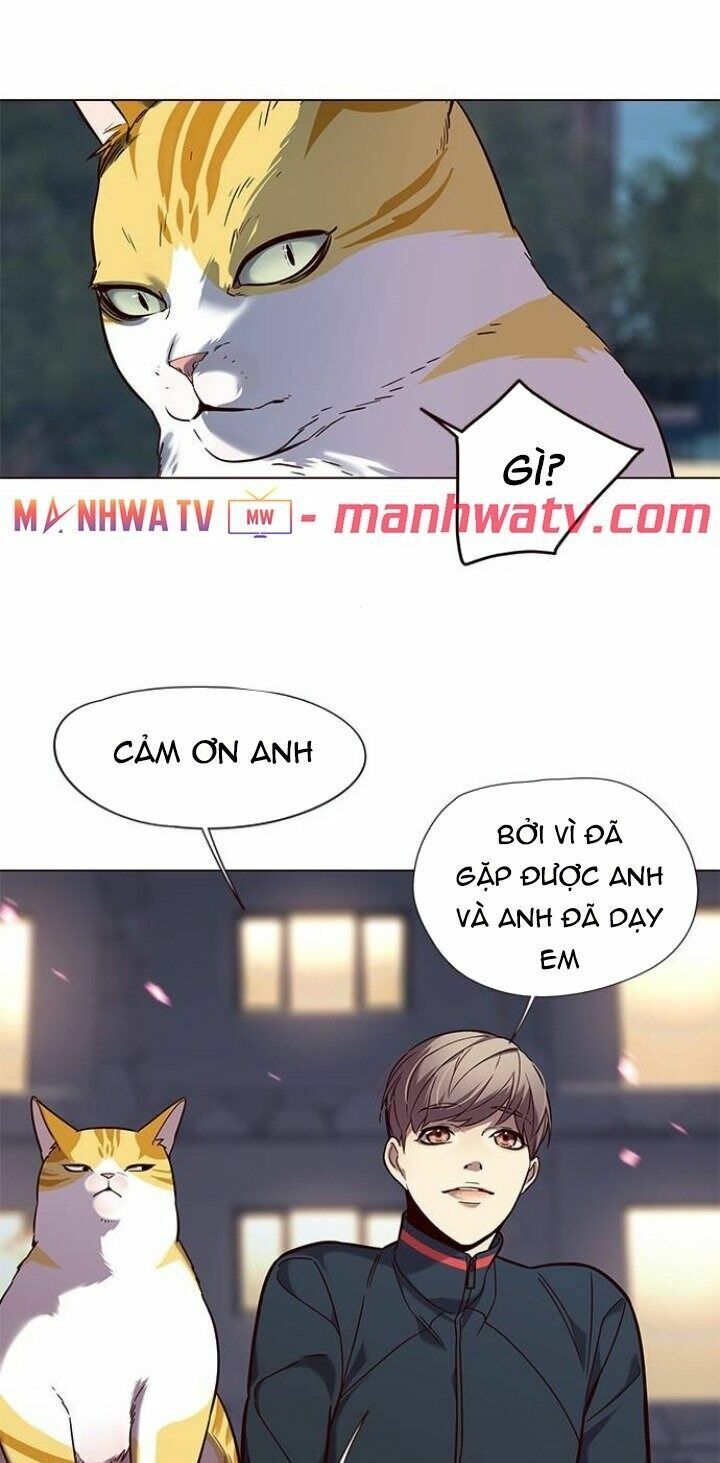 GÌ?
MANHWA TV MW - manhwatv.com
CẢM ƠN ANH
BỞI VÌ ĐÃ
GẶP ĐƯỢC ANH
VÀ ANH ĐÃ DẠY
EM